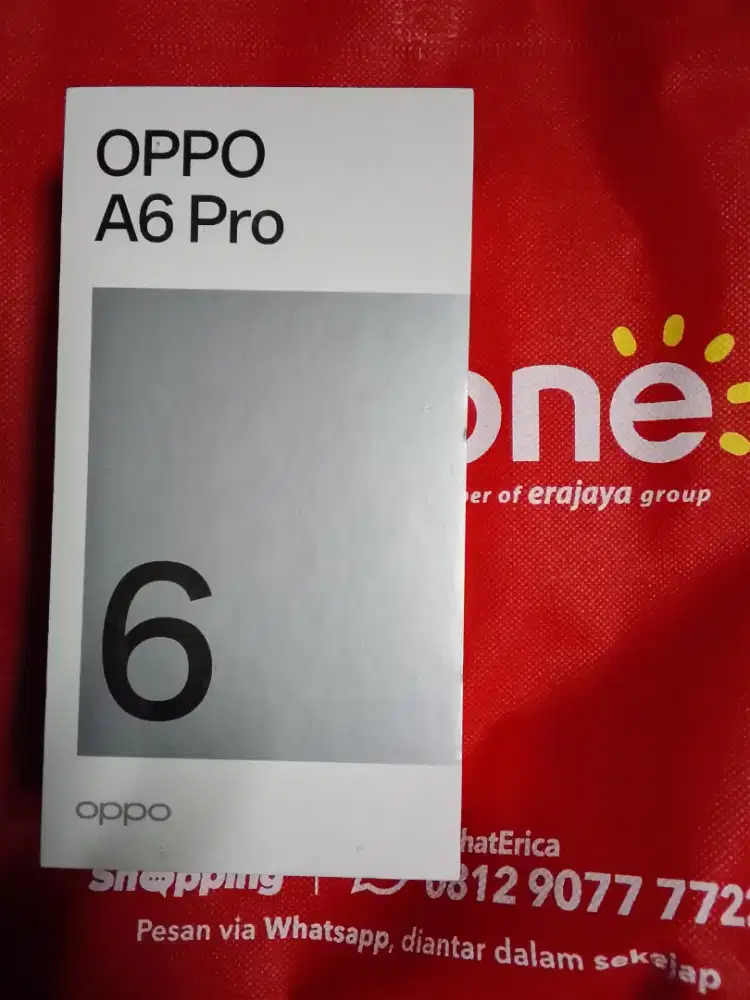 OPPO
A6 Pro
6
oppo
one
er of erajaya group
hatErica
Shopping | 0812 9077 772
Pesan via Whatsapp, diantar dalam sekejap